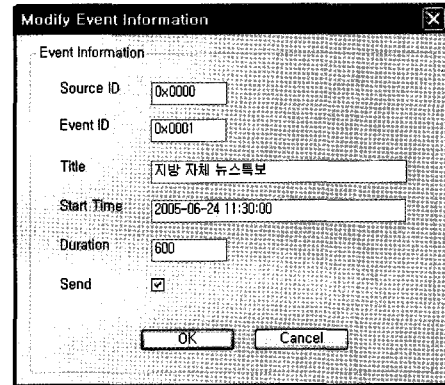 Modify Event Information
Event Information
Source ID 0x0000
Event ID 0x0001
Title 지방 자체 뉴스특보
Start Time 2005-06-24 11:30:00
Duration 600
Send
OK Cancel